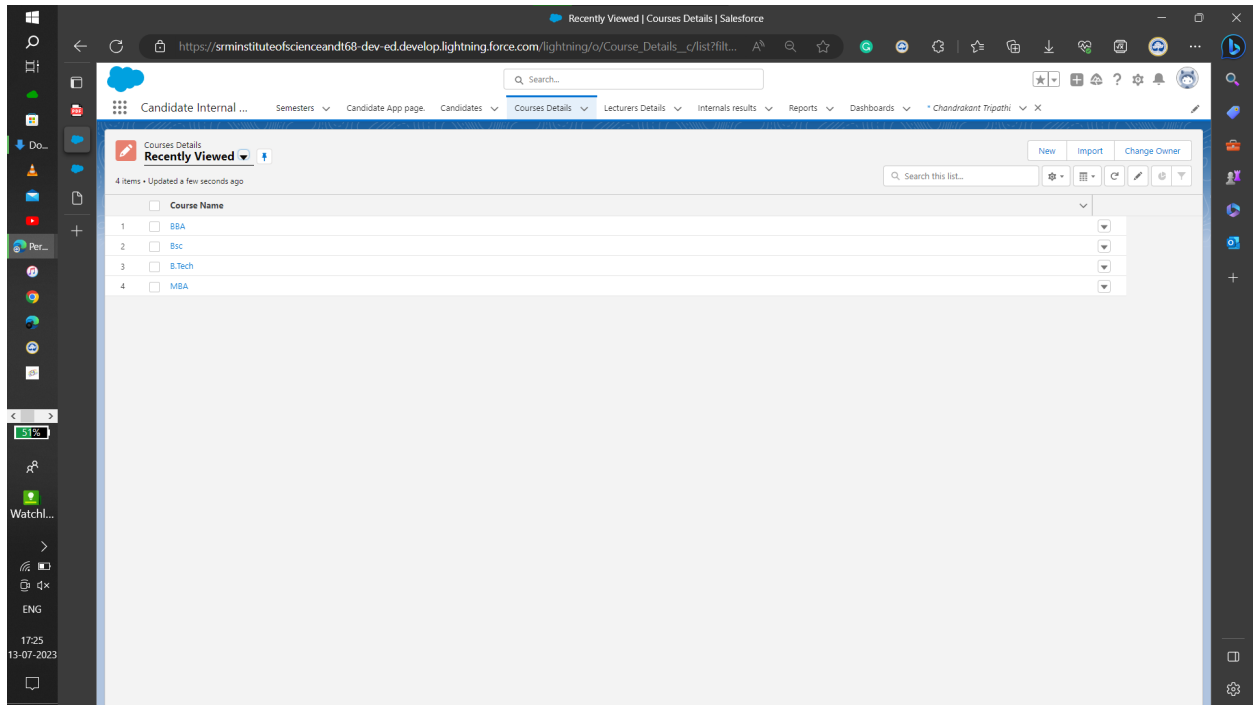 Recently Viewed | Courses Details | Salesforce
https://srminstituteofscienceandt68-dev-ed.develop.lightning.force.com/lightning/o/Course_Details__c/list?filt...
Search...
Candidate Internal ... Semesters Candidate App page. Candidates Courses Details Lecturers Details Internals results Reports Dashboards * Chandrakant Tripathi
Courses Details
Recently Viewed
New Import Change Owner
4 items • Updated a few seconds ago
Search this list...
Course Name
1 BBA
2 Bsc
3 B.Tech
4 MBA
Do...
Per...
51%
Watchl...
ENG
17:25
13-07-2023